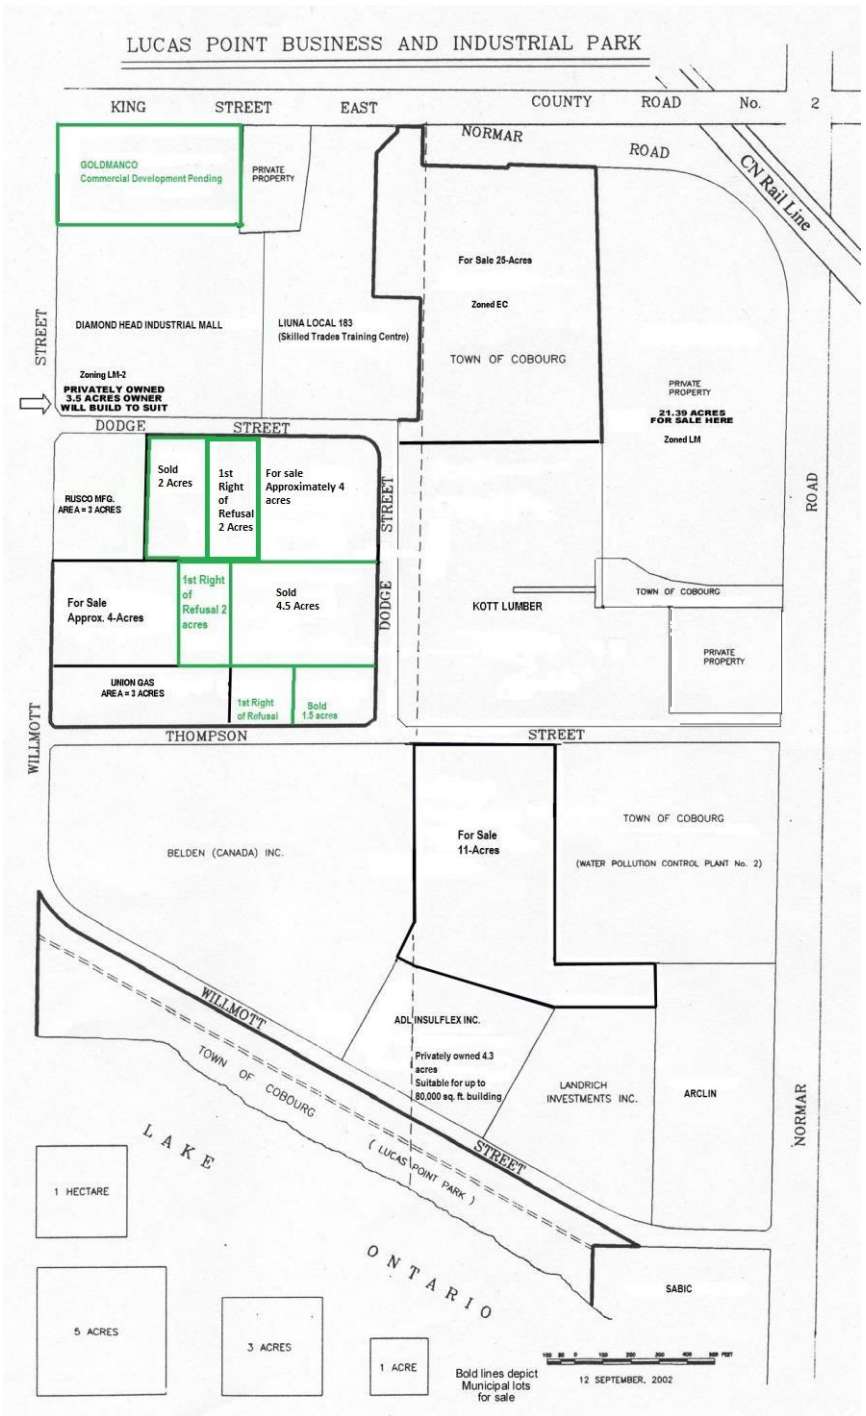 LUCAS POINT BUSINESS AND INDUSTRIAL PARK
KING STREET EAST COUNTY ROAD No. 2
NORMAR ROAD
CN Rail Line
GOLDMANCO
Commercial Development Pending
PRIVATE
PROPERTY
For Sale 25-Acres
Zoned EC
TOWN OF COBOURG
DIAMOND HEAD INDUSTRIAL MALL
Zoning LM-2
PRIVATELY OWNED
3.5 ACRES OWNER
WILL BUILD TO SUIT
LIUNA LOCAL 183
(Skilled Trades Training Centre)
PRIVATE
PROPERTY
21.39 ACRES
FOR SALE HERE
Zoned LM
STREET
DODGE STREET
RUSCO MFG.
AREA = 3 ACRES
Sold
2 Acres
1st
Right
of
Refusal
2 Acres
For sale
Approximately 4
acres
STREET
DODGE
ROAD
For Sale
Approx. 4-Acres
1st Right
of
Refusal 2
acres
Sold
4.5 Acres
KOTT LUMBER
TOWN OF COBOURG
PRIVATE
PROPERTY
UNION GAS
AREA = 3 ACRES
1st Right
of Refusal
Sold
1.5 acres
WILLMOTT
THOMPSON STREET
BELDEN (CANADA) INC.
For Sale
11-Acres
TOWN OF COBOURG
(WATER POLLUTION CONTROL PLANT No. 2)
WILLMOTT STREET
ADL INSULFLEX INC.
Privately owned 4.3
acres
Suitable for up to
80,000 sq. ft. building
LANDRICH
INVESTMENTS INC.
ARCLIN
NORMAR
TOWN OF COBOURG
( LUCAS POINT PARK )
LAKE
ONTARIO
SABIC
1 HECTARE
5 ACRES
3 ACRES
1 ACRE
Bold lines depict
Municipal lots
for sale
100 50 0 100 200 300 400 500 FEET
12 SEPTEMBER, 2002